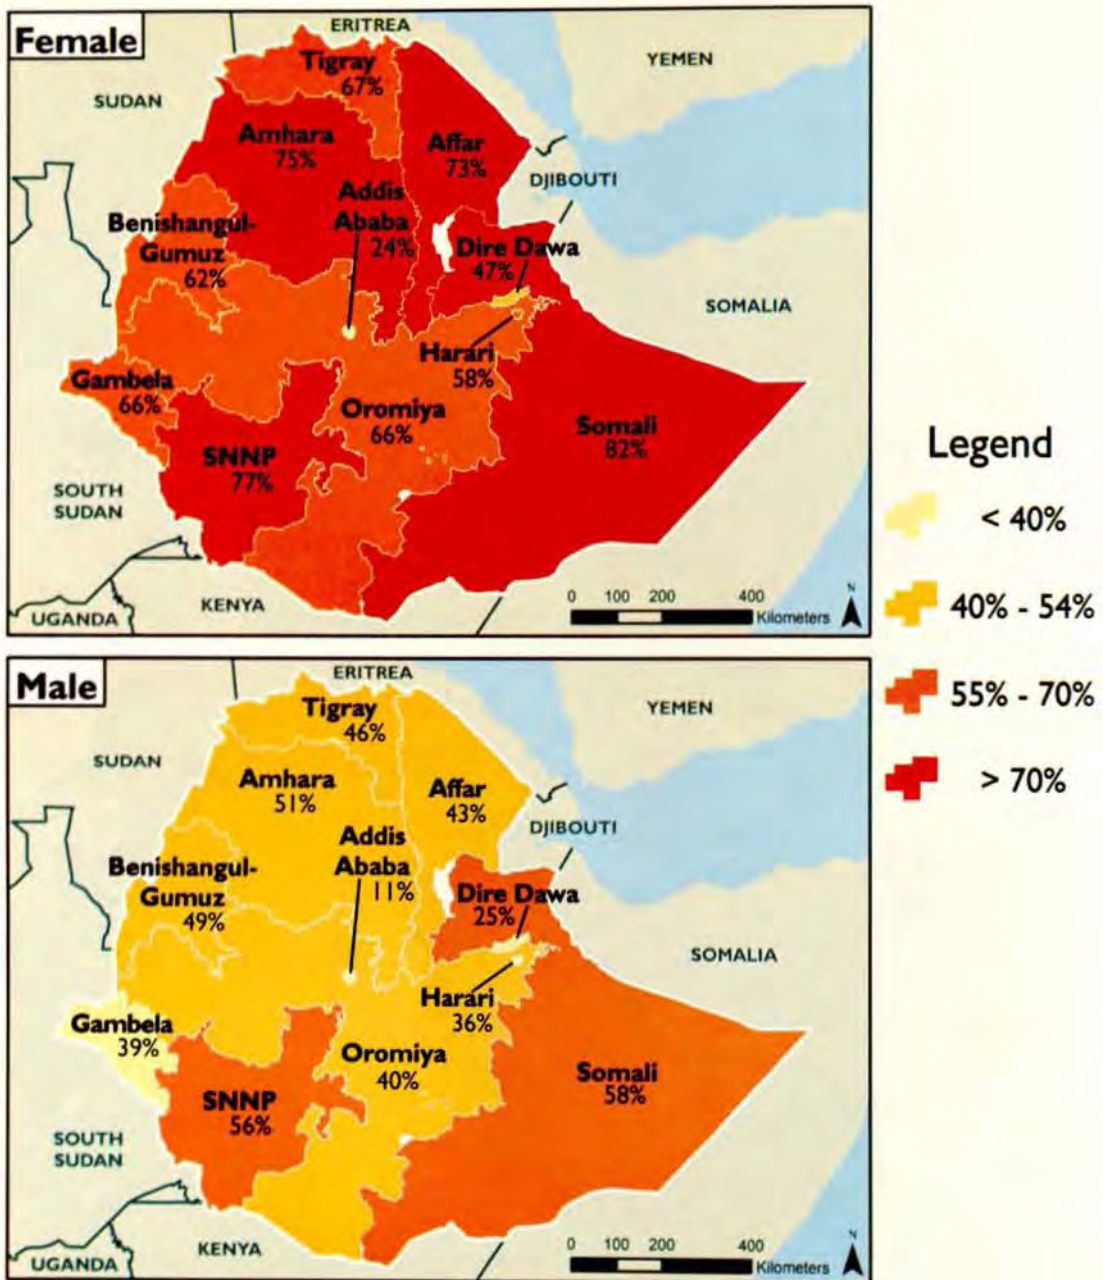 Female
ERITREA
YEMEN
Tigray
67%
SUDAN
Amhara
75%
Affar
73%
DJIBOUTI
Addis
Ababa
24%
Benishangul-
Gumuz
62%
Dire Dawa
47%
SOMALIA
Harari
58%
Gambela
66%
Oromiya
66%
Somali
82%
SNNP
77%
SOUTH
SUDAN
UGANDA
KENYA
0 100 200 400
Kilometers
N
Legend
< 40%
40% - 54%
55% - 70%
> 70%
Male
ERITREA
YEMEN
Tigray
46%
SUDAN
Amhara
51%
Affar
43%
DJIBOUTI
Addis
Ababa
11%
Benishangul-
Gumuz
49%
Dire Dawa
25%
SOMALIA
Harari
36%
Gambela
39%
Oromiya
40%
Somali
58%
SNNP
56%
SOUTH
SUDAN
UGANDA
KENYA
0 100 200 400
Kilometers
N